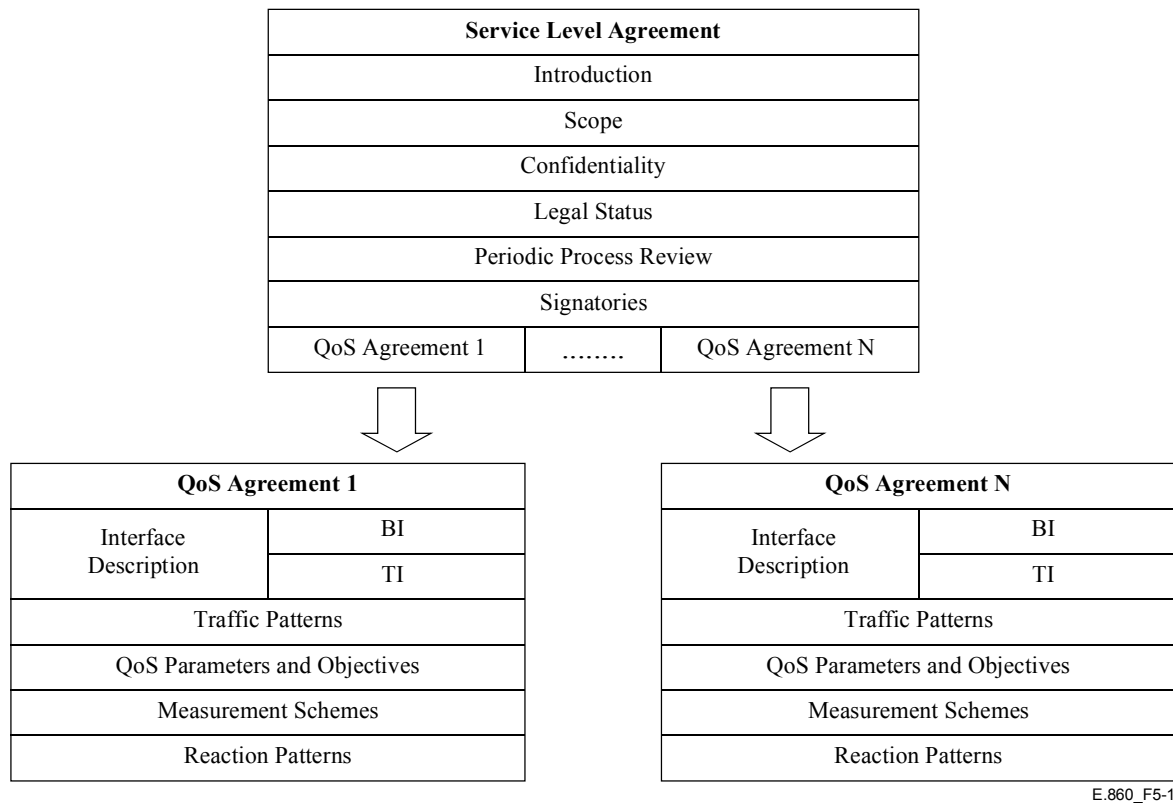 Service Level Agreement
Introduction
Scope
Confidentiality
Legal Status
Periodic Process Review
Signatories
QoS Agreement 1 ........ QoS Agreement N
QoS Agreement 1
Interface
Description
BI
TI
Traffic Patterns
QoS Parameters and Objectives
Measurement Schemes
Reaction Patterns
QoS Agreement N
Interface
Description
BI
TI
Traffic Patterns
QoS Parameters and Objectives
Measurement Schemes
Reaction Patterns
E.860_F5-1